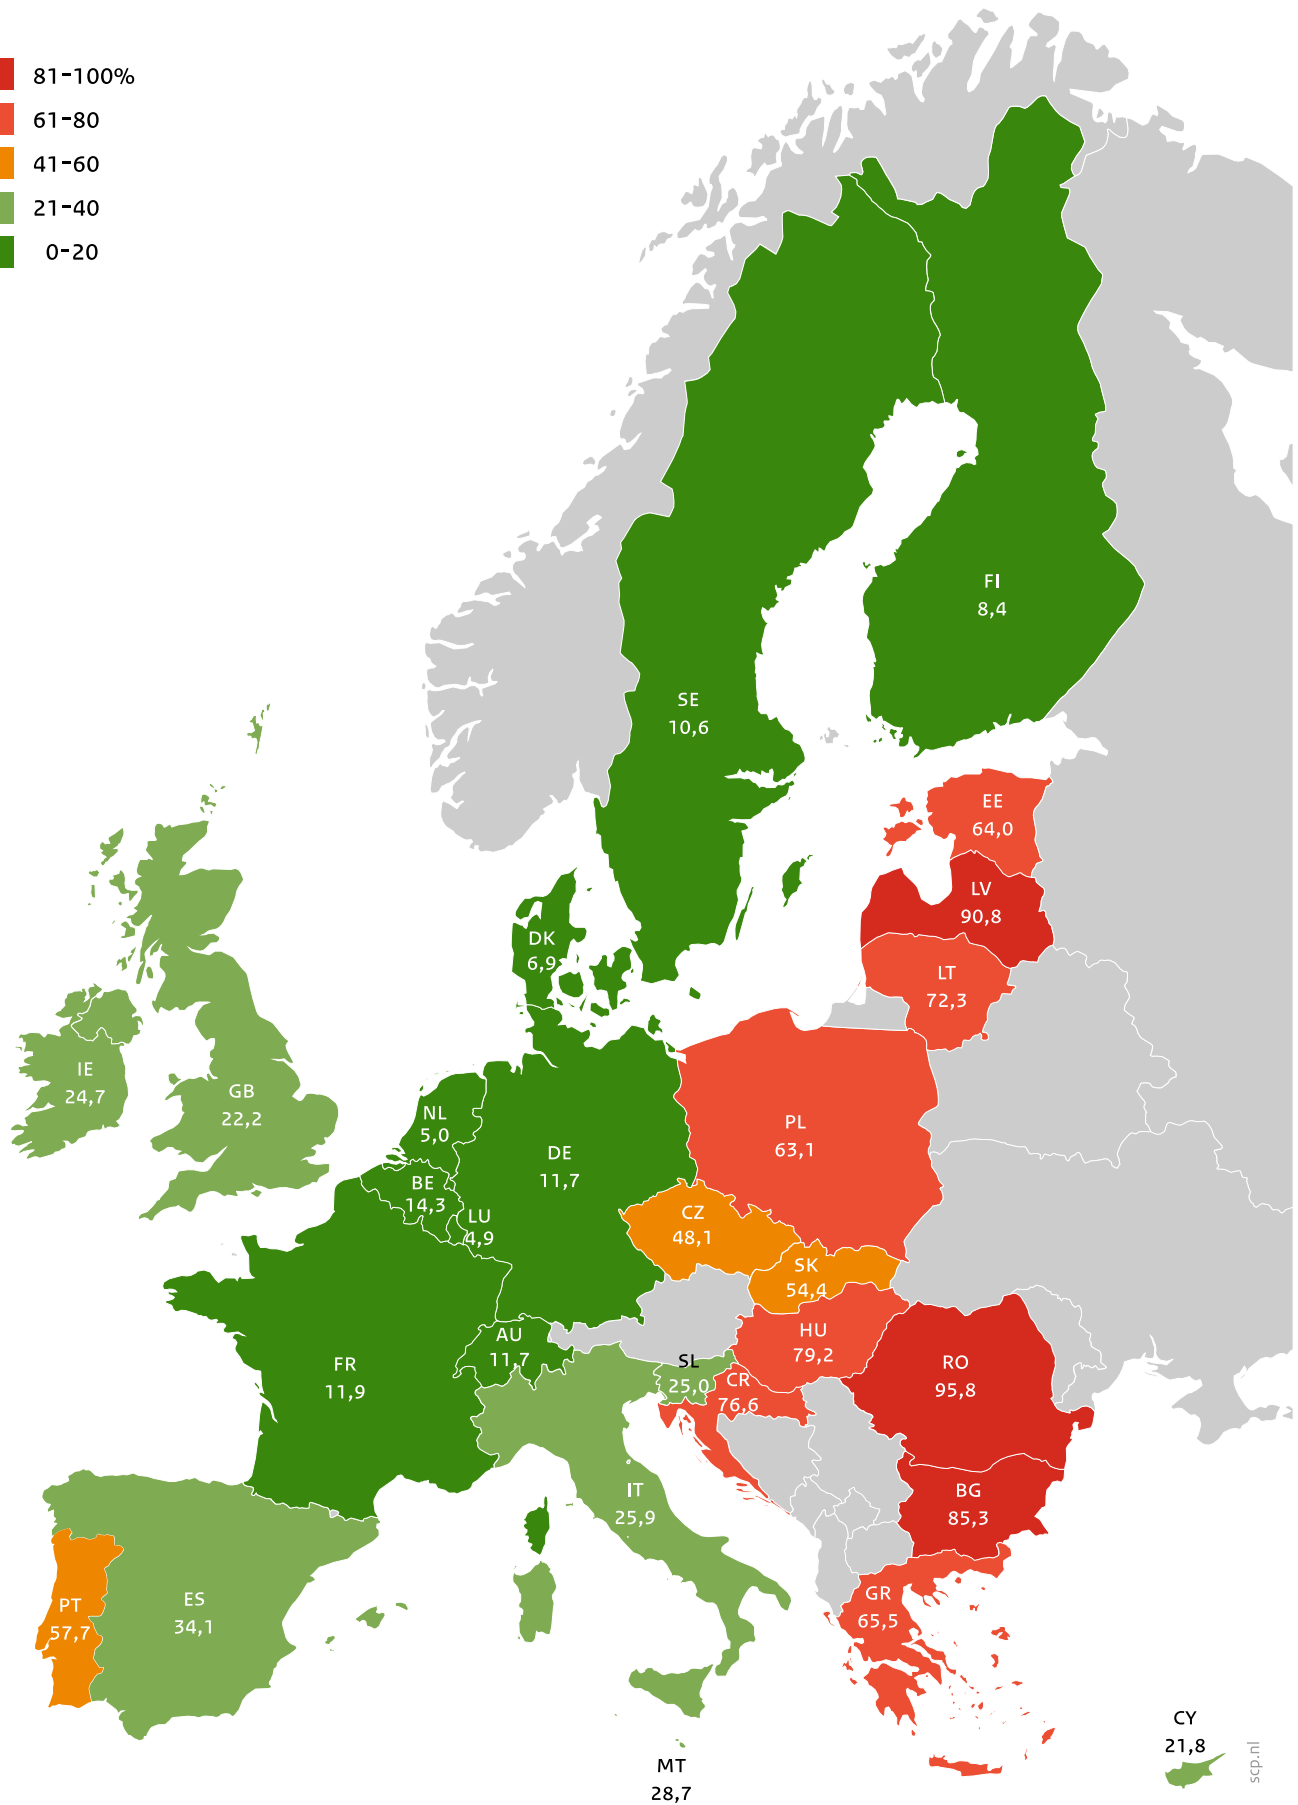 81-100%
61-80
41-60
21-40
0-20
FI
8,4
SE
10,6
EE
64,0
LV
90,8
DK
6,9
LT
72,3
IE
24,7
GB
22,2
NL
5,0
PL
63,1
DE
11,7
BE
14,3
LU
4,9
CZ
48,1
SK
54,4
AU
11,7
HU
79,2
FR
11,9
SL
25,0
CR
76,6
RO
95,8
IT
25,9
BG
85,3
PT
57,7
ES
34,1
GR
65,5
MT
28,7
CY
21,8
scp.nl